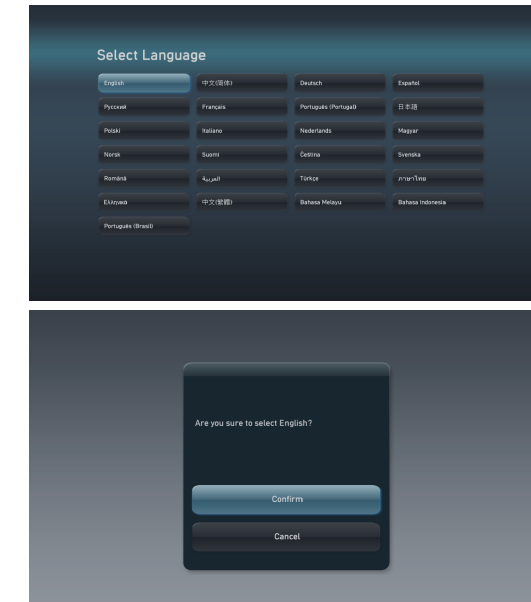 Select Language
English 中文(简体) Deutsch Español
Русский Français Português (Portugal) 日本語
Polski Italiano Nederlands Magyar
Norsk Suomi Čeština Svenska
Română العربية Türkçe ภาษาไทย
Ελληνικά 中文(繁體) Bahasa Melayu Bahasa Indonesia
Português (Brasil)
Are you sure to select English?
Confirm
Cancel